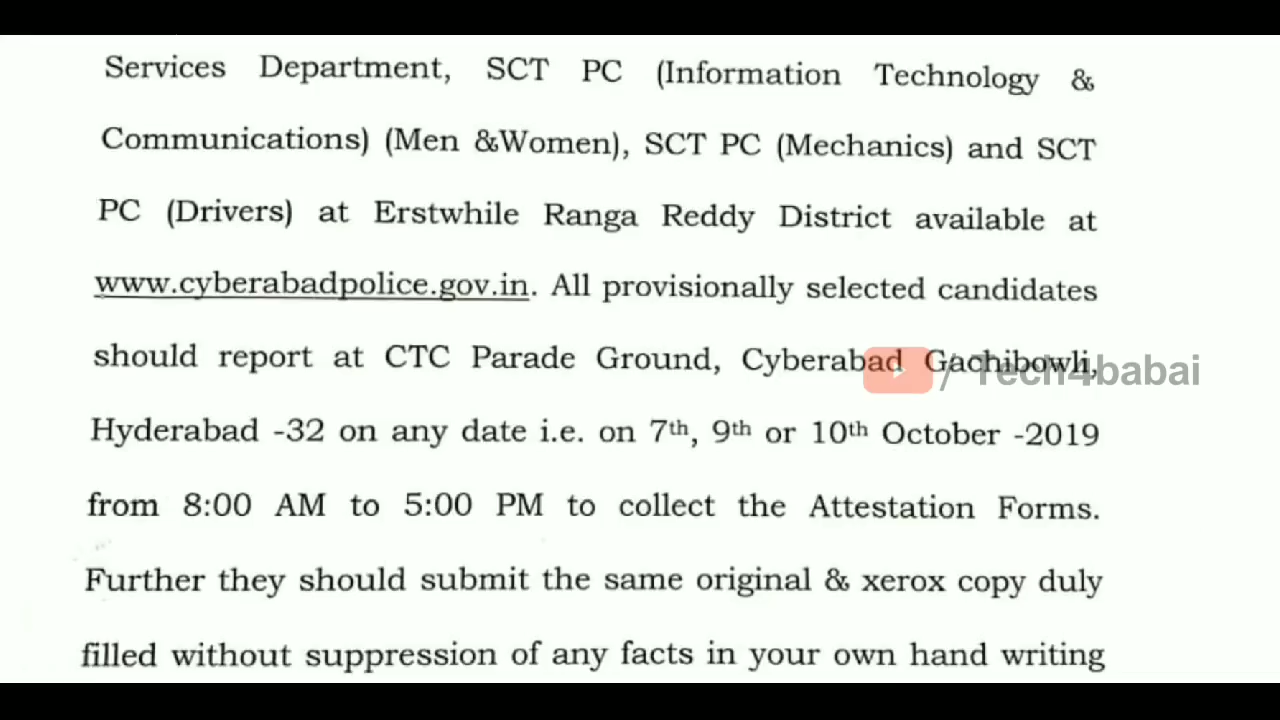 Services Department, SCT PC (Information Technology &
Communications) (Men &Women), SCT PC (Mechanics) and SCT
PC (Drivers) at Erstwhile Ranga Reddy District available at
www.cyberabadpolice.gov.in. All provisionally selected candidates
should report at CTC Parade Ground, Cyberabad Gachibowli,
/ Tech4babai
Hyderabad -32 on any date i.e. on 7th, 9th or 10th October -2019
from 8:00 AM to 5:00 PM to collect the Attestation Forms.
Further they should submit the same original & xerox copy duly
filled without suppression of any facts in your own hand writing